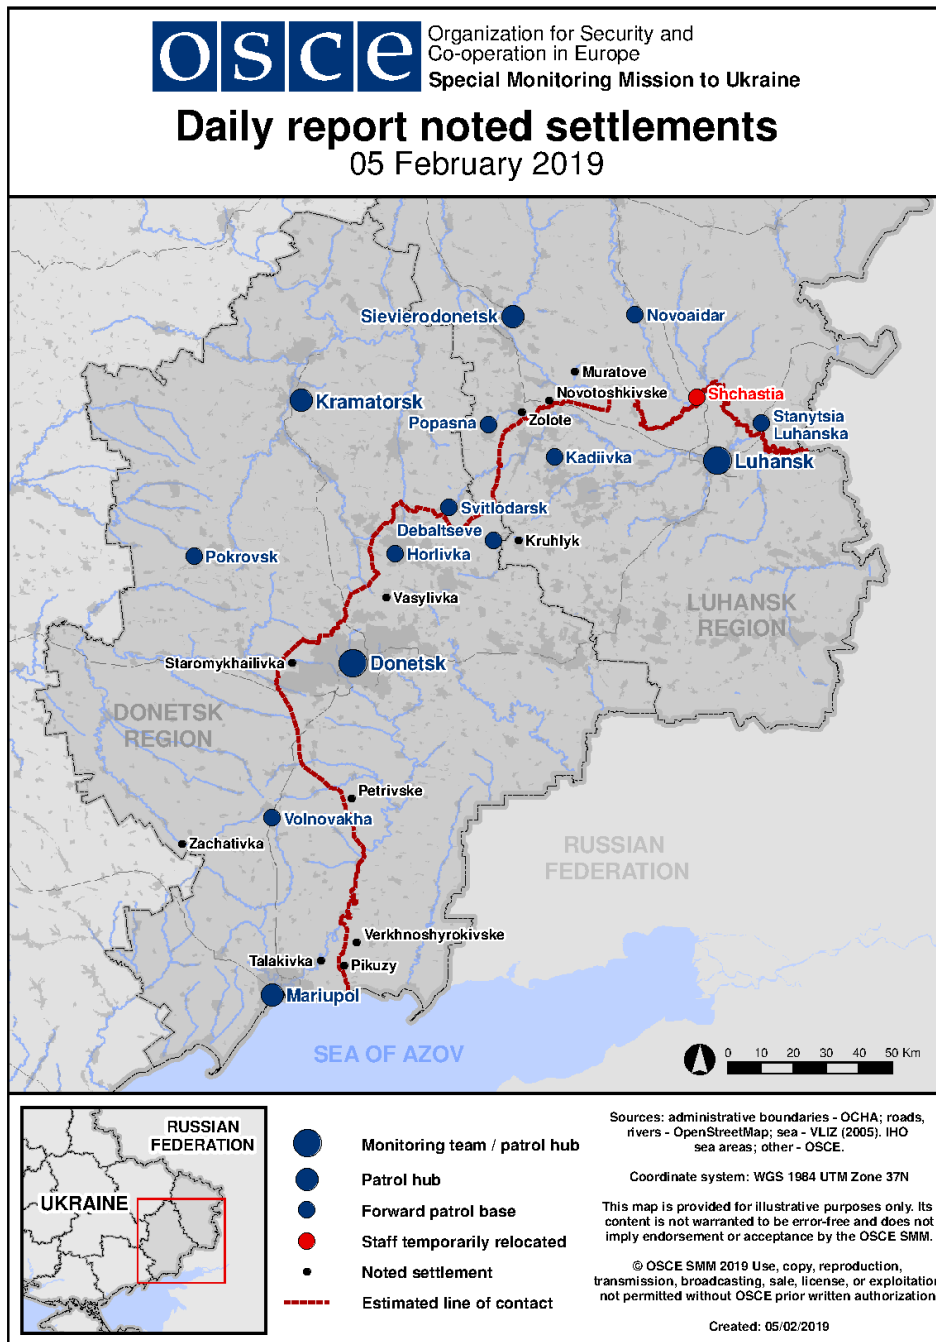 osce
Organization for Security and
Co-operation in Europe
Special Monitoring Mission to Ukraine
Daily report noted settlements
05 February 2019
Sievierodonetsk
Novoaidar
Muratove
Novotoshkivske
Kramatorsk
Shchastia
Popasna
Zolote
Stanytsia
Luhanska
Kadiivka
Luhansk
Svitlodarsk
Debaltseve
Kruhlyk
Pokrovsk
Horlivka
Vasylivka
LUHANSK
REGION
Staromykhailivka
Donetsk
DONETSK
REGION
Petrivske
Volnovakha
Zachativka
RUSSIAN
FEDERATION
Verkhnoshyrokivske
Talakivka
Pikuzy
Mariupol
SEA OF AZOV
0 10 20 30 40 50 Km
RUSSIAN
FEDERATION
UKRAINE
Monitoring team / patrol hub
Patrol hub
Forward patrol base
Staff temporarily relocated
Noted settlement
Estimated line of contact
Sources: administrative boundaries - OCHA; roads,
rivers - OpenStreetMap; sea - VLIZ (2005). IHO
sea areas; other - OSCE.
Coordinate system: WGS 1984 UTM Zone 37N
This map is provided for illustrative purposes only. Its
content is not warranted to be error-free and does not
imply endorsement or acceptance by the OSCE SMM.
© OSCE SMM 2019 Use, copy, reproduction,
transmission, broadcasting, sale, license, or exploitation
not permitted without OSCE prior written authorization
Created: 05/02/2019